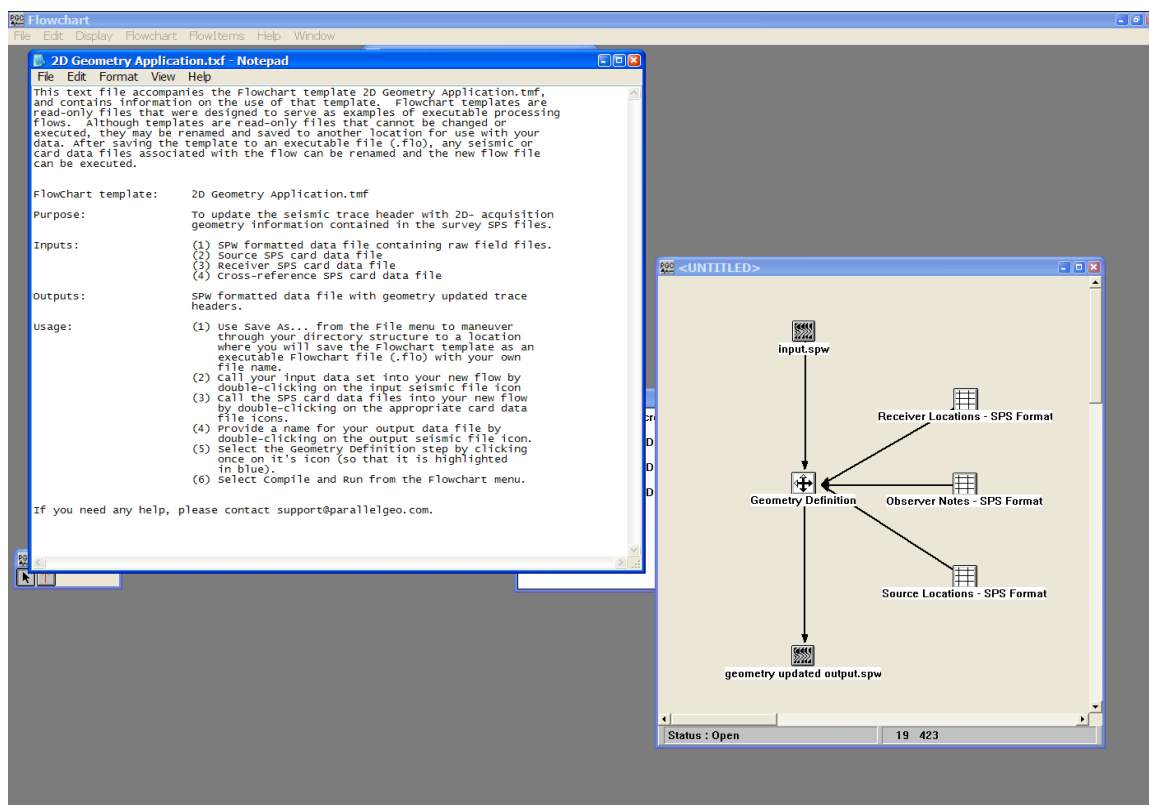 PGC Flowchart
File Edit Display Flowchart FlowItems Help Window
2D Geometry Application.txf - Notepad
File Edit Format View Help
This text file accompanies the Flowchart template 2D Geometry Application.tmf,
and contains information on the use of that template. Flowchart templates are
read-only files that were designed to serve as examples of executable processing
flows. Although templates are read-only files that cannot be changed or
executed, they may be renamed and saved to another location for use with your
data. After saving the template to an executable file (.flo), any seismic or
card data files associated with the flow can be renamed and the new flow file
can be executed.
FlowChart template: 2D Geometry Application.tmf
Purpose: To update the seismic trace header with 2D- acquisition
geometry information contained in the survey SPS files.
Inputs: (1) SPW formatted data file containing raw field files.
(2) Source SPS card data file
(3) Receiver SPS card data file
(4) Cross-reference SPS card data file
Outputs: SPW formatted data file with geometry updated trace
headers.
Usage: (1) Use Save As... from the File menu to maneuver
through your directory structure to a location
where you will save the Flowchart template as an
executable Flowchart file (.flo) with your own
file name.
(2) Call your input data set into your new flow by
double-clicking on the input seismic file icon
(3) Call the SPS card data files into your new flow
by double-clicking on the appropriate card data
file icons.
(4) Provide a name for your output data file by
double-clicking on the output seismic file icon.
(5) Select the Geometry Definition step by clicking
once on it's icon (so that it is highlighted
in blue).
(6) Select Compile and Run from the Flowchart menu.
If you need any help, please contact support@parallelgeo.com.
PGC <UNTITLED>
input.spw
Receiver Locations - SPS Format
Geometry Definition
Observer Notes - SPS Format
Source Locations - SPS Format
geometry updated output.spw
Status : Open
19 423